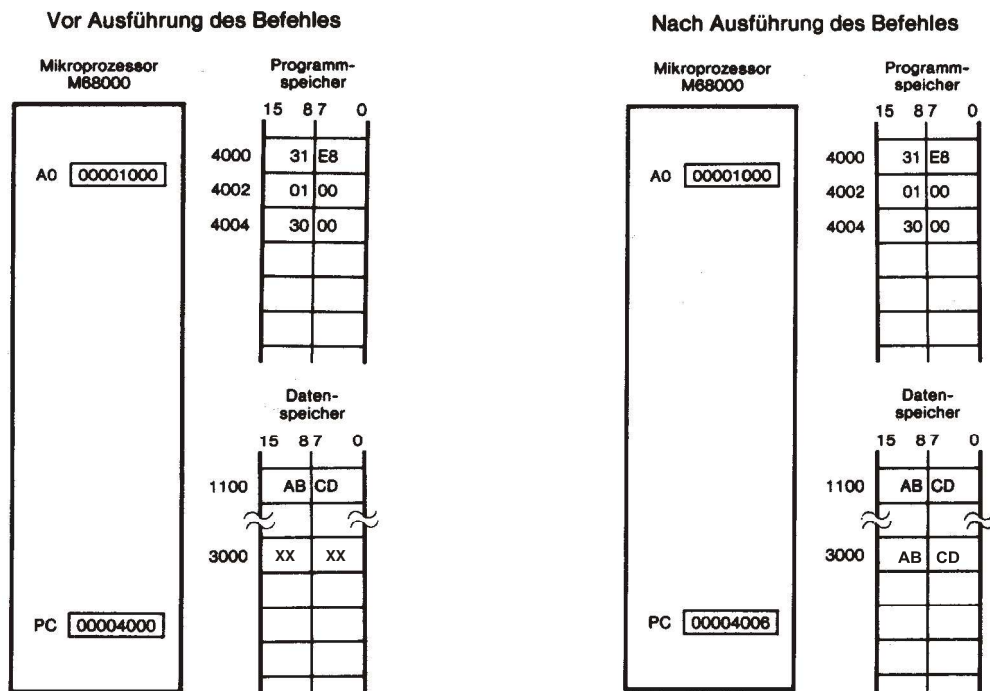 Vor Ausführung des Befehles
Mikroprozessor
M68000
Programm-
speicher
15 8 7 0
A0 00001000
4000 31 E8
4002 01 00
4004 30 00
Daten-
speicher
15 8 7 0
1100 AB CD
3000 XX XX
PC 00004000
Nach Ausführung des Befehles
Mikroprozessor
M68000
Programm-
speicher
15 8 7 0
A0 00001000
4000 31 E8
4002 01 00
4004 30 00
Daten-
speicher
15 8 7 0
1100 AB CD
3000 AB CD
PC 00004006